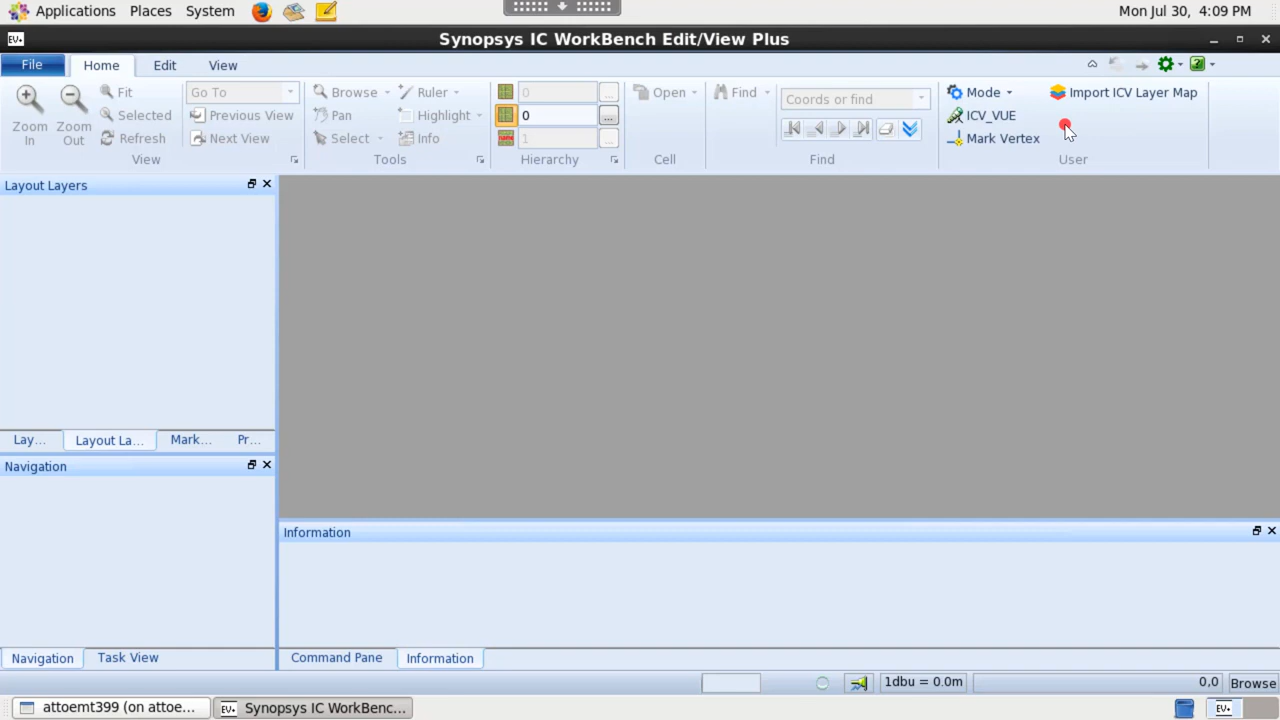 Applications Places System Mon Jul 30, 4:09 PM
EV+ Synopsys IC WorkBench Edit/View Plus
File Home Edit View
Zoom In
Zoom Out
Fit
Selected
Refresh
View
Go To
Previous View
Next View
Browse
Pan
Select
Ruler
Highlight
Info
Tools
0 ...
0 ...
1 ...
Hierarchy
Open
Cell
Find
Coords or find
Find
Mode
ICV_VUE
Mark Vertex
Import ICV Layer Map
User
Layout Layers
Lay... Layout La... Mark... Pr...
Navigation
Navigation Task View
Information
Command Pane Information
1dbu = 0.0m 0,0 Browse
attoemt399 (on attoe... EV+ Synopsys IC WorkBenc... EV+